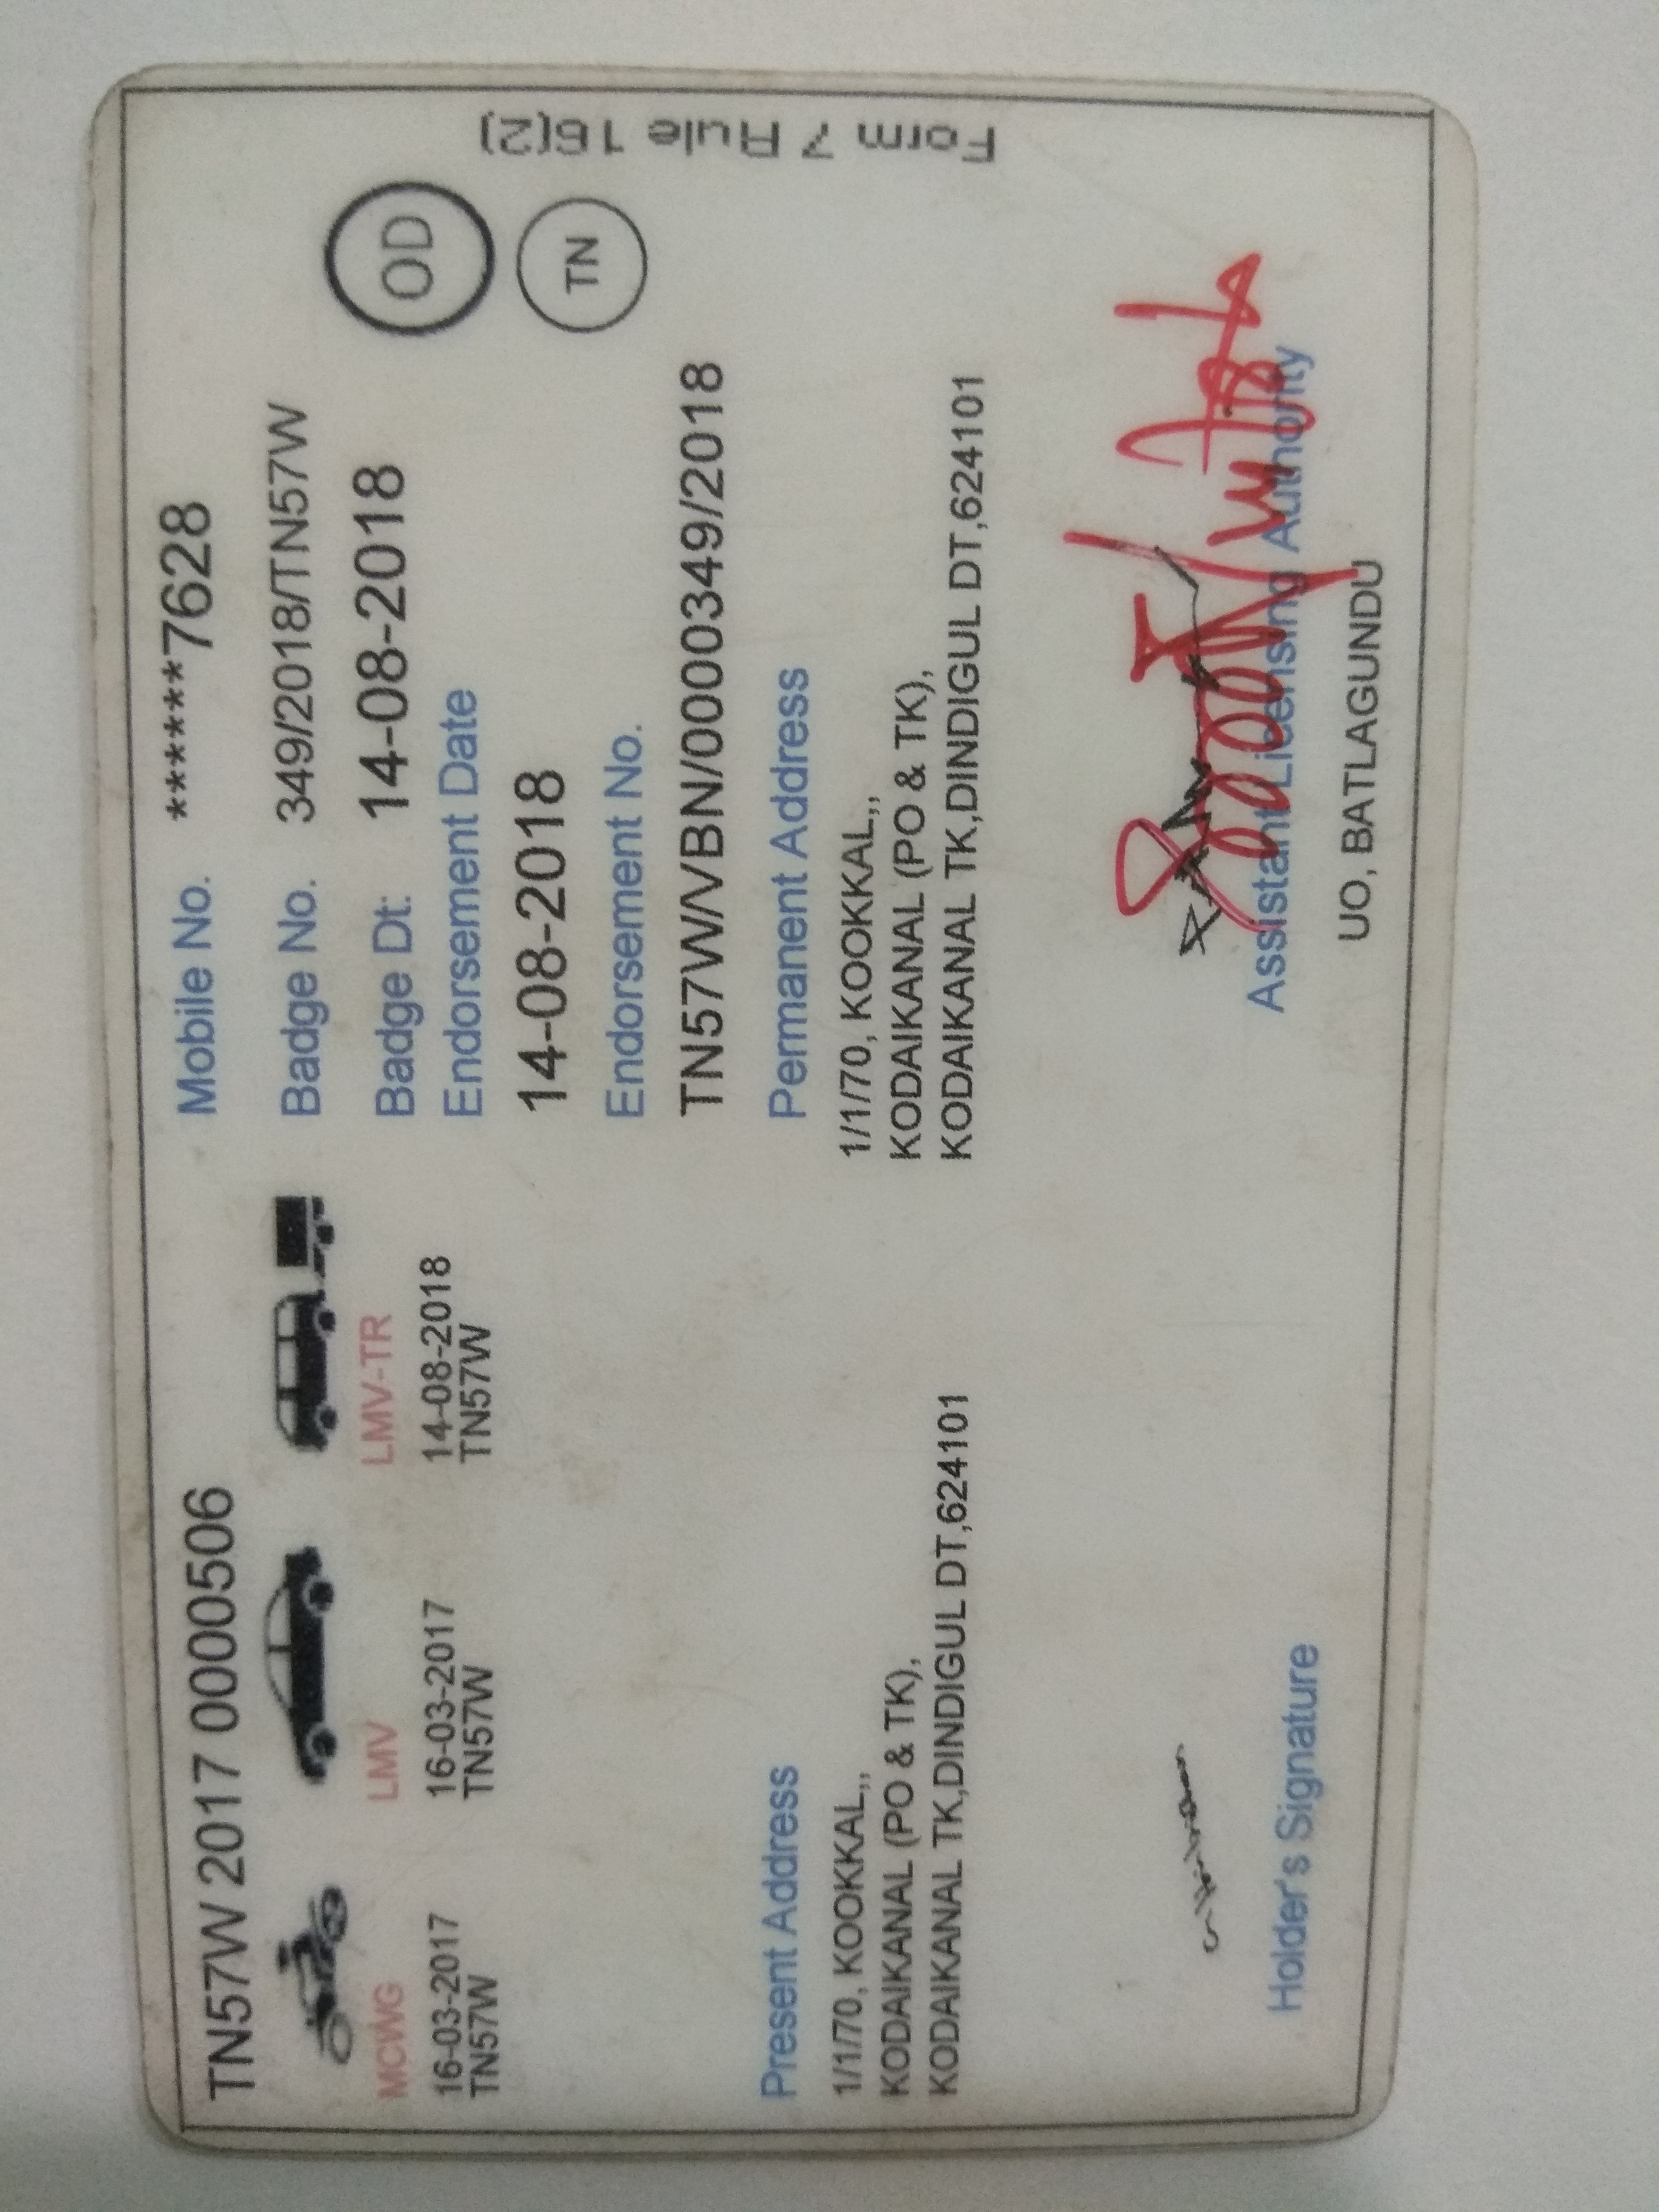 TN57W 2017 0000506
MCWG
16-03-2017
TN57W
LMV
16-03-2017
TN57W
LMV-TR
14-08-2018
TN57W
Mobile No. ******7628
Badge No. 349/2018/TN57W
Badge Dt: 14-08-2018
Endorsement Date
14-08-2018
Endorsement No.
TN57W/VBN/0000349/2018
OD
TN
Form 7 Rule 16(2)
Present Address
1/1/70, KOOKKAL,,
KODAIKANAL (PO & TK),
KODAIKANAL TK,DINDIGUL DT,624101
Permanent Address
1/1/70, KOOKKAL,,
KODAIKANAL (PO & TK),
KODAIKANAL TK,DINDIGUL DT,624101
Holder's Signature
Assistant Licensing Authority
UO, BATLAGUNDU